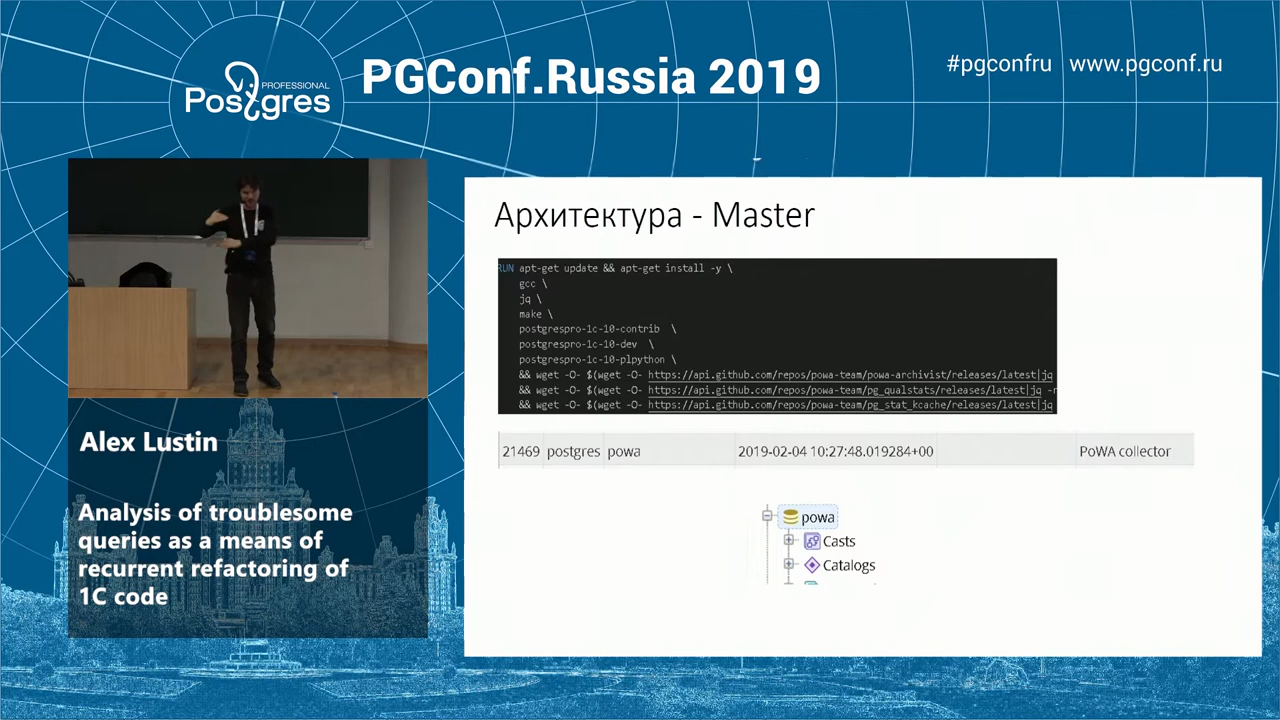 PROFESSIONAL
Postgres
PGConf.Russia 2019
#pgconfru www.pgconf.ru
Архитектура - Master
RUN apt-get update && apt-get install -y \
gcc \
jq \
make \
postgrespro-1c-10-contrib \
postgrespro-1c-10-dev \
postgrespro-1c-10-plpython \
&& wget -O- $(wget -O- https://api.github.com/repos/powa-team/powa-archivist/releases/latest|jq
&& wget -O- $(wget -O- https://api.github.com/repos/powa-team/pg_qualstats/releases/latest|jq -r
&& wget -O- $(wget -O- https://api.github.com/repos/powa-team/pg_stat_kcache/releases/latest|jq
21469 postgres powa 2019-02-04 10:27:48.019284+00 PoWA collector
powa
Casts
Catalogs
Alex Lustin
Analysis of troublesome
queries as a means of
recurrent refactoring of
1C code